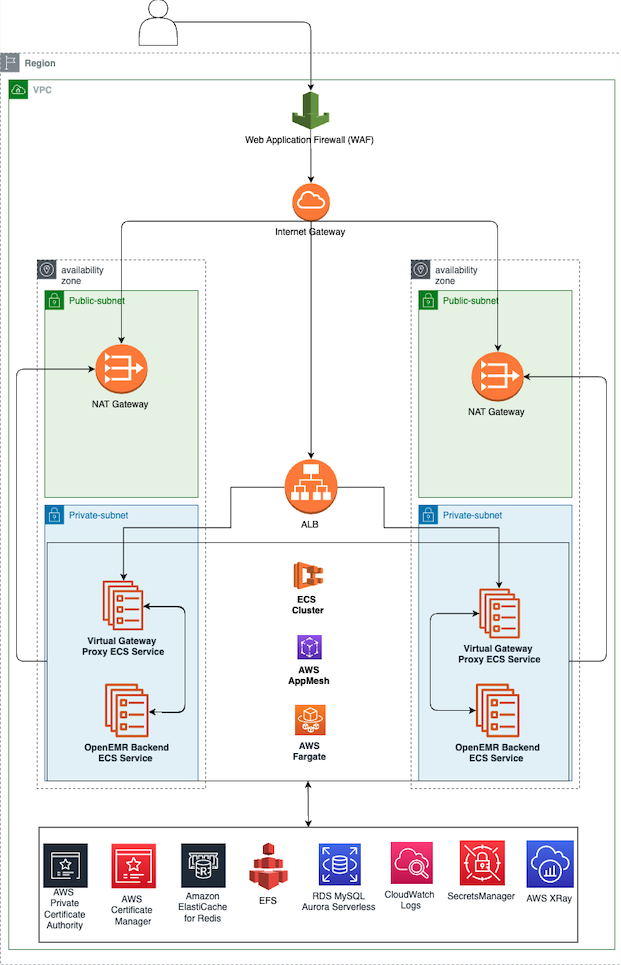 Region
VPC
Web Application Firewall (WAF)
Internet Gateway
availability
zone
Public-subnet
NAT Gateway
availability
zone
Public-subnet
NAT Gateway
ALB
Private-subnet
Virtual Gateway
Proxy ECS Service
OpenEMR Backend
ECS Service
ECS
Cluster
AWS
AppMesh
AWS
Fargate
Private-subnet
Virtual Gateway
Proxy ECS Service
OpenEMR Backend
ECS Service
AWS
Private
Certificate
Authority
AWS
Certificate
Manager
Amazon
ElastiCache
for Redis
EFS
RDS MySQL
Aurora Serverless
CloudWatch
Logs
SecretsManager
AWS XRay